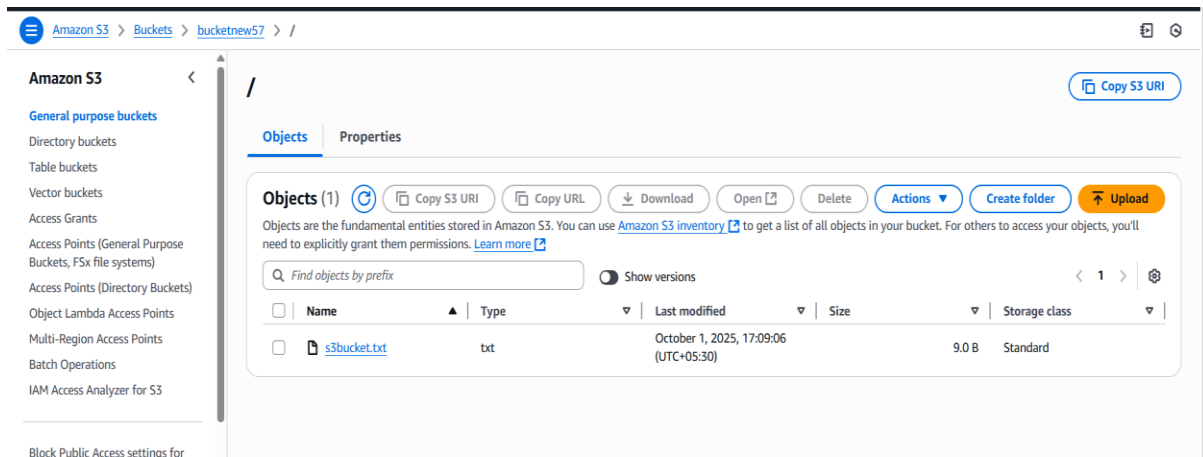 Amazon S3 > Buckets > bucketnew57 > /
Amazon S3
General purpose buckets
Directory buckets
Table buckets
Vector buckets
Access Grants
Access Points (General Purpose
Buckets, FSx file systems)
Access Points (Directory Buckets)
Object Lambda Access Points
Multi-Region Access Points
Batch Operations
IAM Access Analyzer for S3
Block Public Access settings for
/
Copy S3 URI
Objects Properties
Objects (1) Copy S3 URI Copy URL Download Open Delete Actions Create folder Upload
Objects are the fundamental entities stored in Amazon S3. You can use Amazon S3 inventory to get a list of all objects in your bucket. For others to access your objects, you'll
need to explicitly grant them permissions. Learn more
Find objects by prefix Show versions < 1 >
Name Type Last modified Size Storage class
s3bucket.txt txt October 1, 2025, 17:09:06 9.0 B Standard
(UTC+05:30)